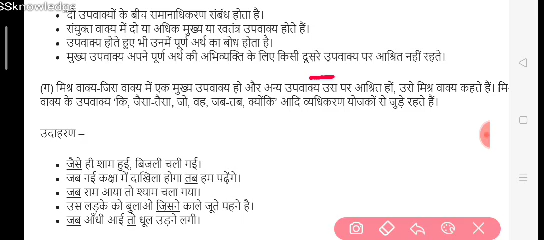 SSknowledge
• दो उपवाक्यों के बीच समानाधिकरण संबंध होता है।
• संयुक्त वाक्य में दो या अधिक मुख्य या स्वतंत्र उपवाक्य होते हैं।
• उपवाक्य होते हुए भी उनमें पूर्ण अर्थ का बोध होता है।
• मुख्य उपवाक्य अपने पूर्ण अर्थ की अभिव्यक्ति के लिए किसी दूसरे उपवाक्य पर आश्रित नहीं रहते।
(ग) मिश्र वाक्य-जिस वाक्य में एक मुख्य उपवाक्य हो और अन्य उपवाक्य उस पर आश्रित हों, उसे मिश्र वाक्य कहते हैं। मि
वाक्य के उपवाक्य 'कि, जैसा-तैसा, जो, वह, जब-तब, क्योंकि' आदि व्यधिकरण योजकों से जुड़े रहते हैं।
उदाहरण –
• जैसे ही शाम हुई, बिजली चली गई।
• जब नई कक्षा में दाखिला होगा तब हम पढ़ेंगे।
• जब राम आया तो श्याम चला गया।
• उस लड़के को बुलाओ जिसने काले जूते पहने है।
• जब आँधी आई तो धूल उड़ने लगी।